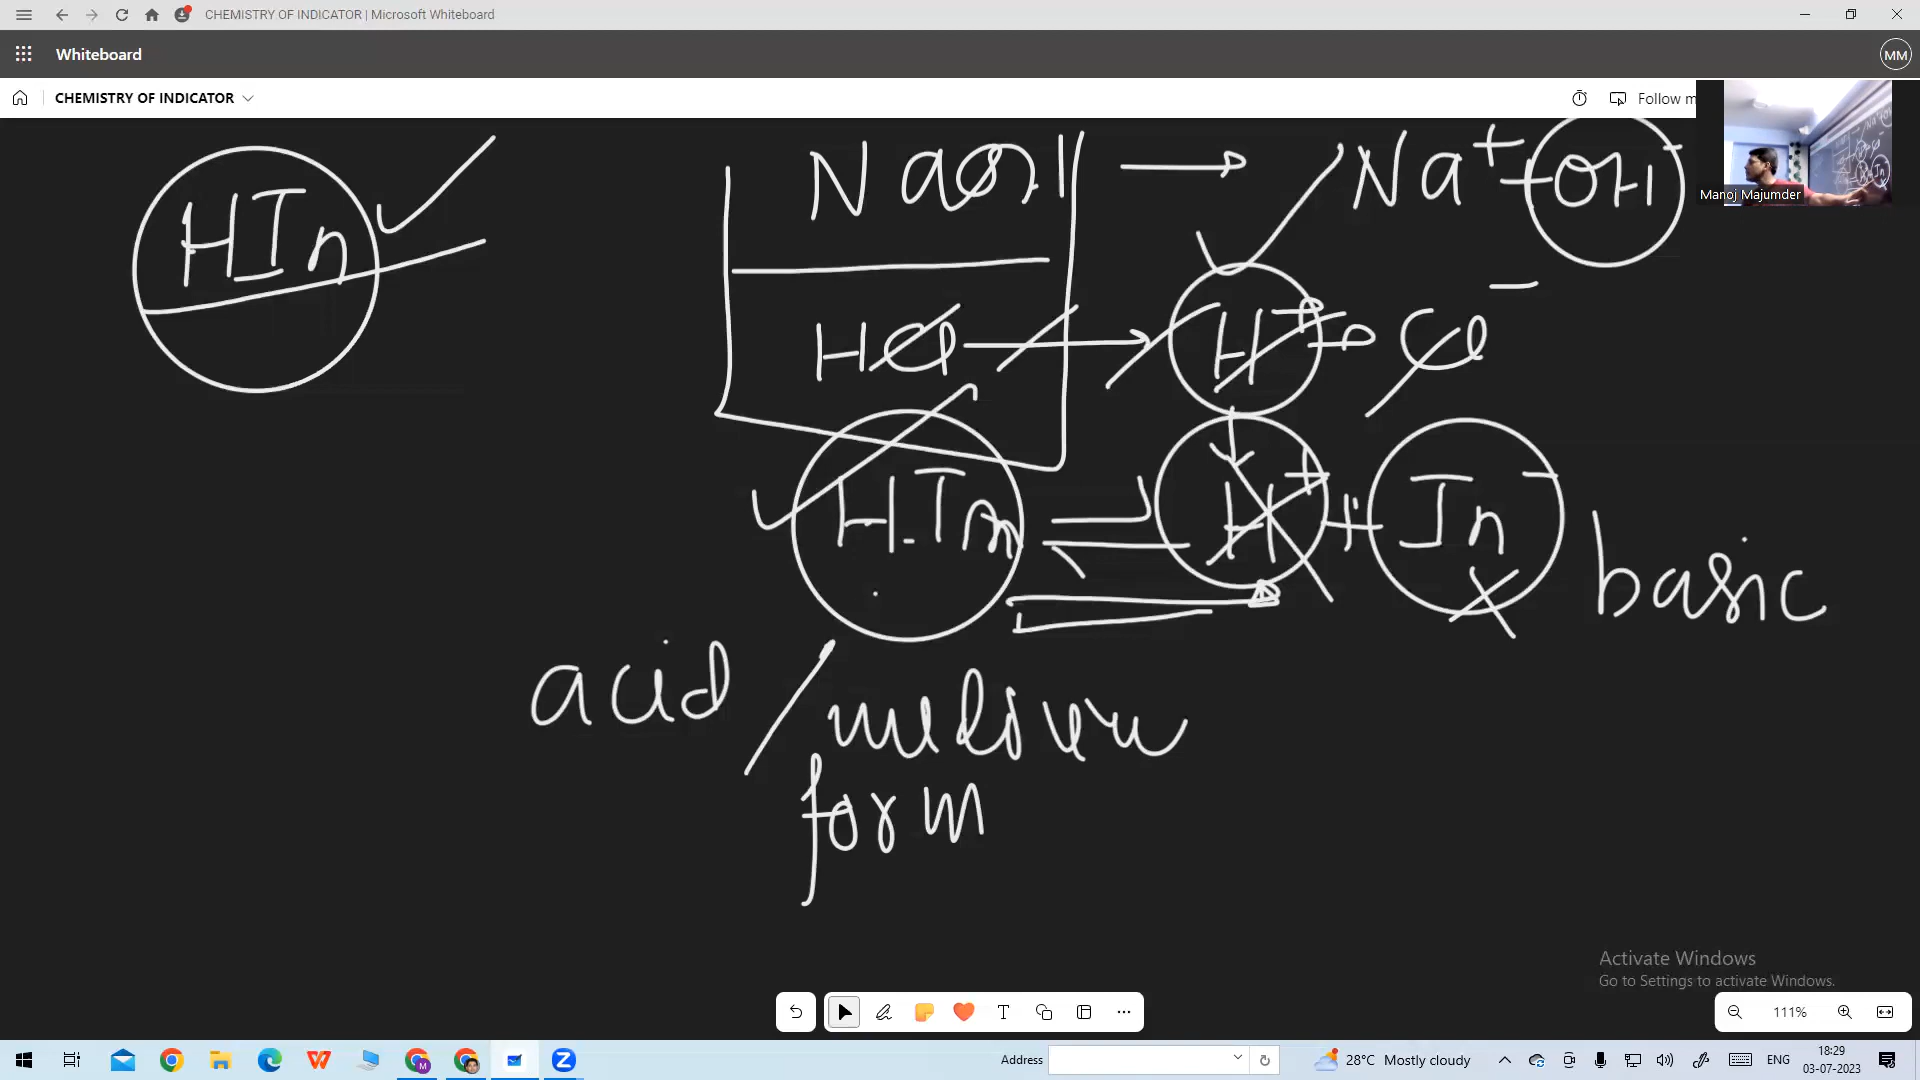 CHEMISTRY OF INDICATOR | Microsoft Whiteboard
Whiteboard
MM
CHEMISTRY OF INDICATOR
Follow m
Manoj Majumder
HIn
NaOH → Na⁺ + OH⁻
HCl → H⁺ + Cl⁻
HIn ⇌ H⁺ + In⁻
basic
acid
form
Activate Windows
Go to Settings to activate Windows.
111%
Address
28°C Mostly cloudy
ENG
18:29
03-07-2023